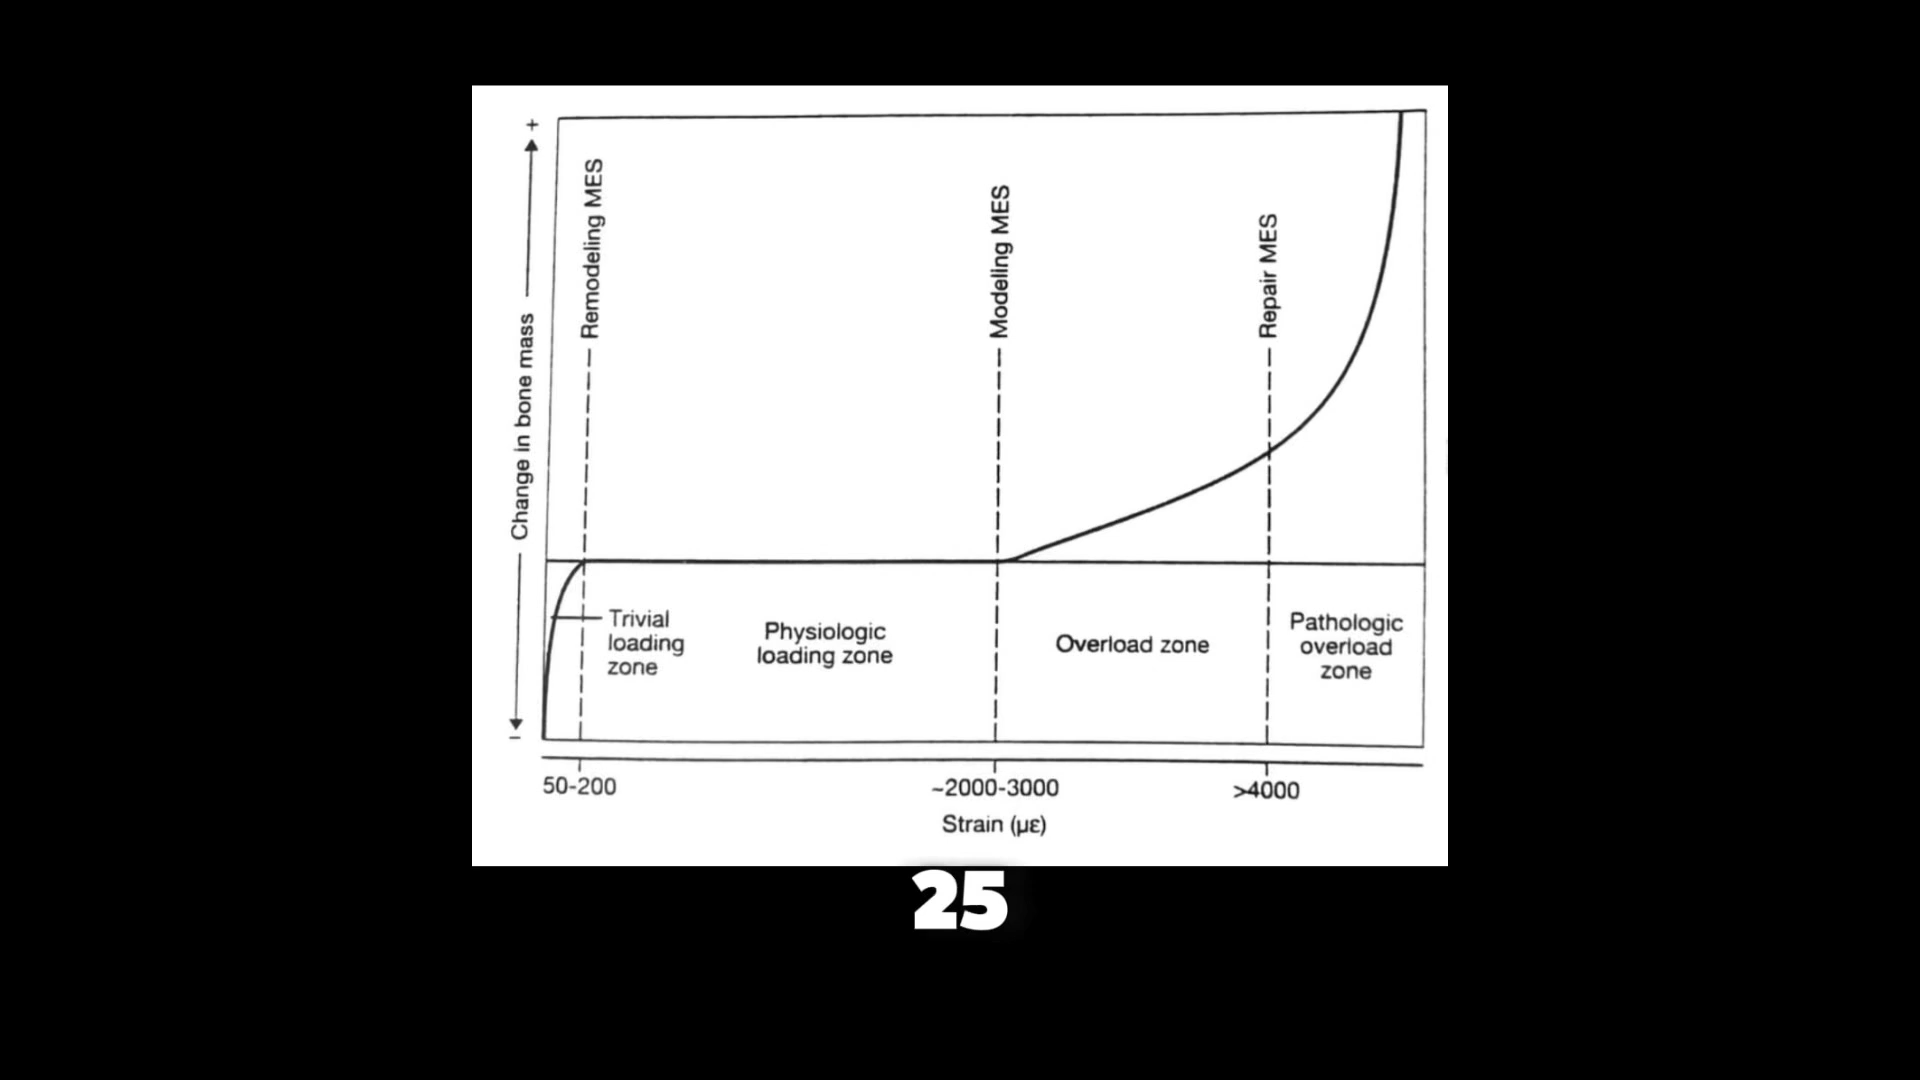 +
Change in bone mass
−
Remodeling MES
Modeling MES
Repair MES
Trivial
loading
zone
Physiologic
loading zone
Overload zone
Pathologic
overload
zone
50-200
~2000-3000
>4000
Strain (µε)
25